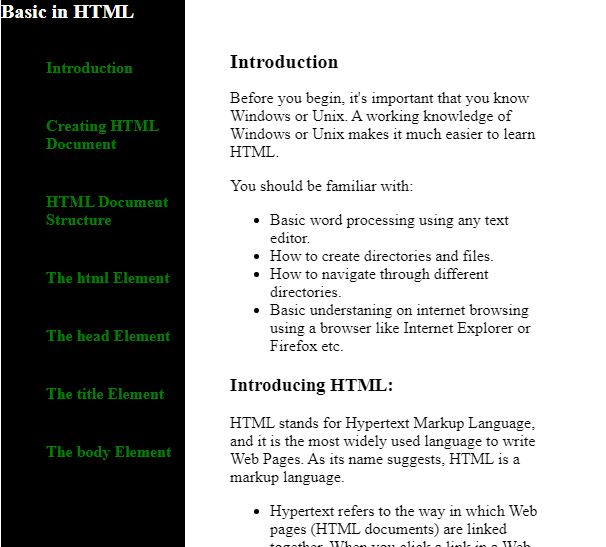 Basic in HTML
Introduction
Creating HTML
Document
HTML Document
Structure
The html Element
The head Element
The title Element
The body Element
Introduction
Before you begin, it's important that you know
Windows or Unix. A working knowledge of
Windows or Unix makes it much easier to learn
HTML.
You should be familiar with:
• Basic word processing using any text
editor.
• How to create directories and files.
• How to navigate through different
directories.
• Basic understaning on internet browsing
using a browser like Internet Explorer or
Firefox etc.
Introducing HTML:
HTML stands for Hypertext Markup Language,
and it is the most widely used language to write
Web Pages. As its name suggests, HTML is a
markup language.
• Hypertext refers to the way in which Web
pages (HTML documents) are linked
together. When you click a link in a Web